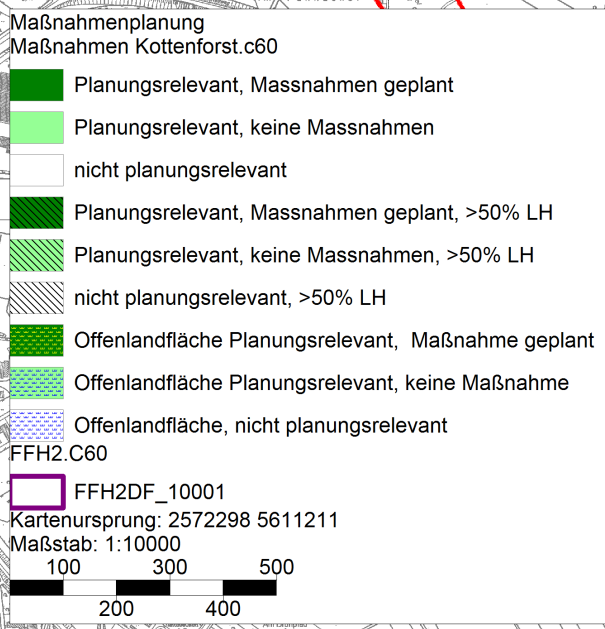 Maßnahmenplanung
Maßnahmen Kottenforst.c60
Planungsrelevant, Massnahmen geplant
Planungsrelevant, keine Massnahmen
nicht planungsrelevant
Planungsrelevant, Massnahmen geplant, >50% LH
Planungsrelevant, keine Massnahmen, >50% LH
nicht planungsrelevant, >50% LH
Offenlandfläche Planungsrelevant,  Maßnahme geplant
Offenlandfläche Planungsrelevant, keine Maßnahme
Offenlandfläche, nicht planungsrelevant
FFH2.C60
FFH2DF_10001
Kartenursprung: 2572298 5611211
Maßstab: 1:10000
100 300 500
200 400